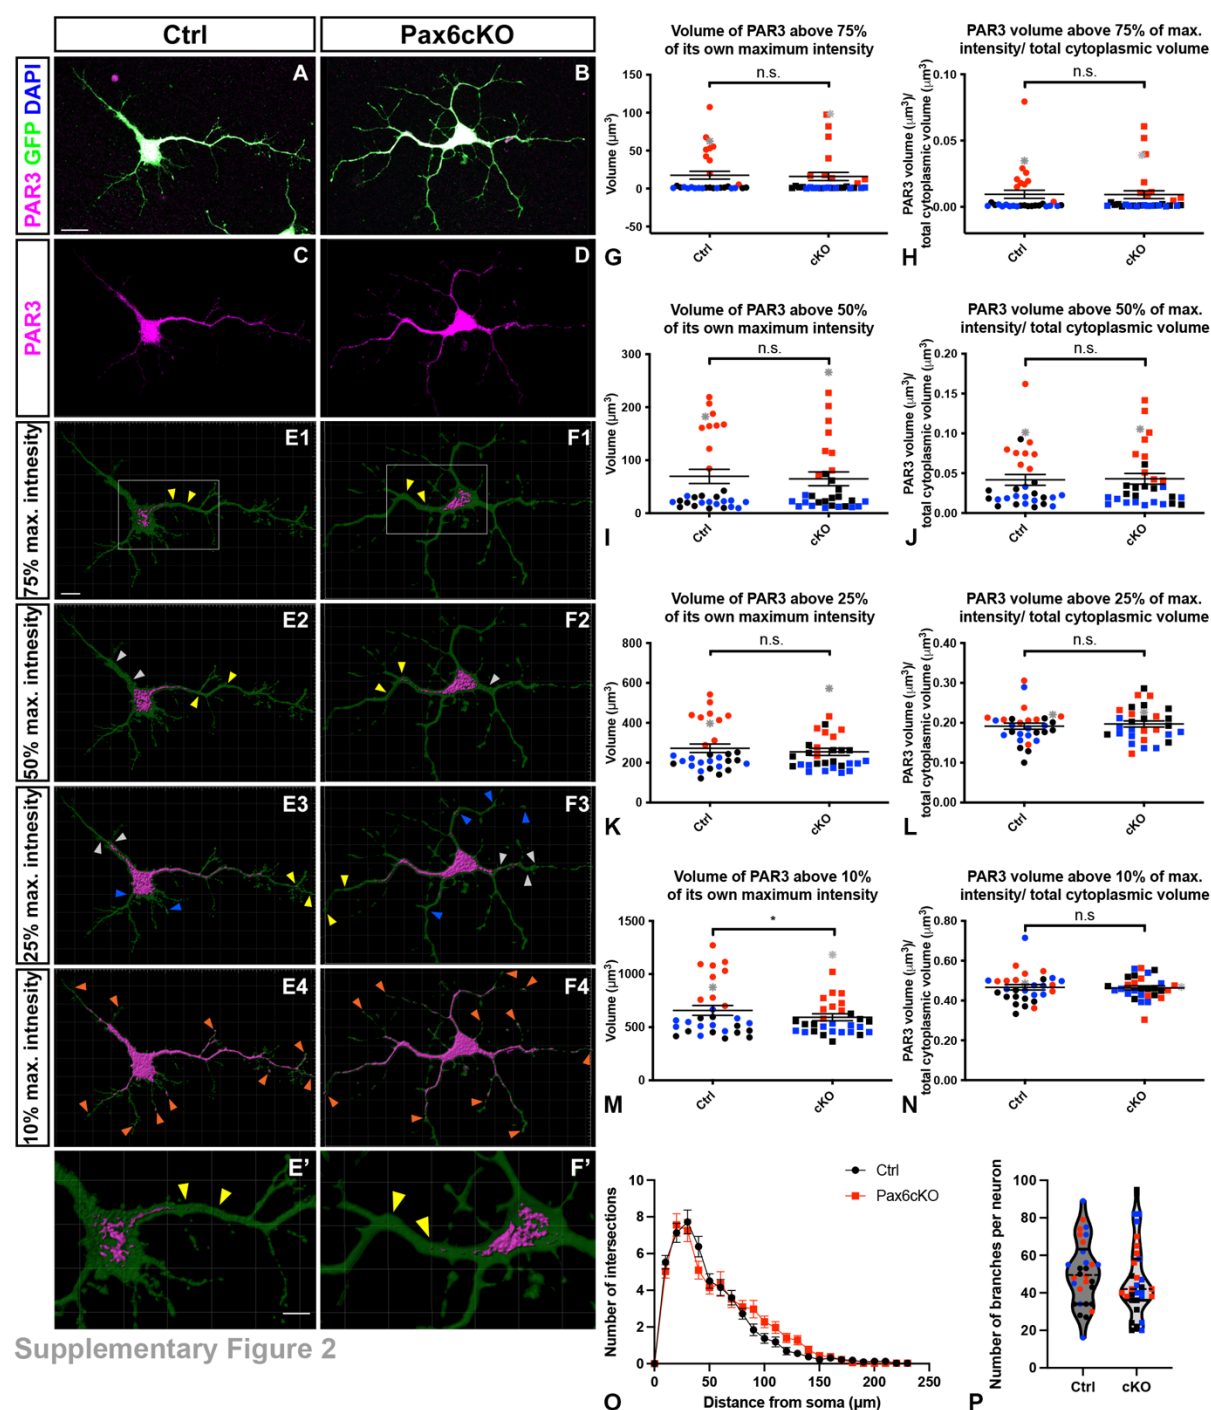 Ctrl
Pax6cKO
PAR3 GFP DAPI
A
B
PAR3
C
D
75% max. intnesity
E1
F1
50% max. intnesity
E2
F2
25% max. intnesity
E3
F3
10% max. intnesity
E4
F4
E'
F'
Supplementary Figure 2
Volume of PAR3 above 75%
of its own maximum intensity
n.s.
Volume (μm³)
150
100
50
0
-50
Ctrl
cKO
G
PAR3 volume above 75% of max.
intensity/ total cytoplasmic volume
n.s.
PAR3 volume (μm³)/
total cytoplasmic volume (μm³)
0.10
0.05
0.00
Ctrl
cKO
H
Volume of PAR3 above 50%
of its own maximum intensity
n.s.
Volume (μm³)
300
200
100
0
Ctrl
cKO
I
PAR3 volume above 50% of max.
intensity/ total cytoplasmic volume
n.s.
PAR3 volume (μm³)/
total cytoplasmic volume (μm³)
0.20
0.15
0.10
0.05
0.00
Ctrl
cKO
J
Volume of PAR3 above 25%
of its own maximum intensity
n.s.
Volume (μm³)
800
600
400
200
0
Ctrl
cKO
K
PAR3 volume above 25% of max.
intensity/ total cytoplasmic volume
n.s.
PAR3 volume (μm³)/
total cytoplasmic volume (μm³)
0.40
0.30
0.20
0.10
0.00
Ctrl
cKO
L
Volume of PAR3 above 10%
of its own maximum intensity
*
Volume (μm³)
1500
1000
500
0
Ctrl
cKO
M
PAR3 volume above 10% of max.
intensity/ total cytoplasmic volume
n.s
PAR3 volume (μm³)/
total cytoplasmic volume (μm³)
0.80
0.60
0.40
0.20
0.00
Ctrl
cKO
N
Ctrl
Pax6cKO
Number of intersections
10
8
6
4
2
0
0
50
100
150
200
250
Distance from soma (μm)
O
Number of branches per neuron
100
80
60
40
20
0
Ctrl
cKO
P